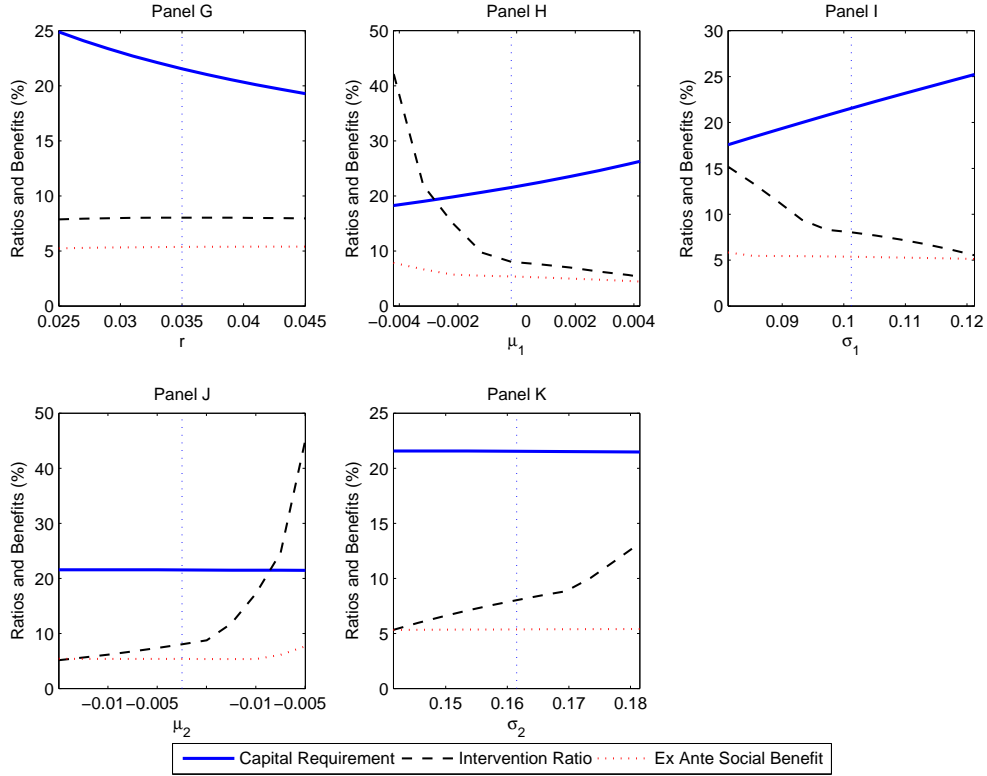 Panel G
Ratios and Benefits (%)
25
20
15
10
5
0
0.025
0.03
0.035
0.04
0.045
r
Panel H
Ratios and Benefits (%)
50
40
30
20
10
0
−0.004
−0.002
0
0.002
0.004
μ1
Panel I
Ratios and Benefits (%)
30
25
20
15
10
5
0
0.09
0.1
0.11
0.12
σ1
Panel J
Ratios and Benefits (%)
50
40
30
20
10
0
−0.01
−0.005
−0.01
−0.005
μ2
Panel K
Ratios and Benefits (%)
25
20
15
10
5
0
0.15
0.16
0.17
0.18
σ2
Capital Requirement
Intervention Ratio
Ex Ante Social Benefit